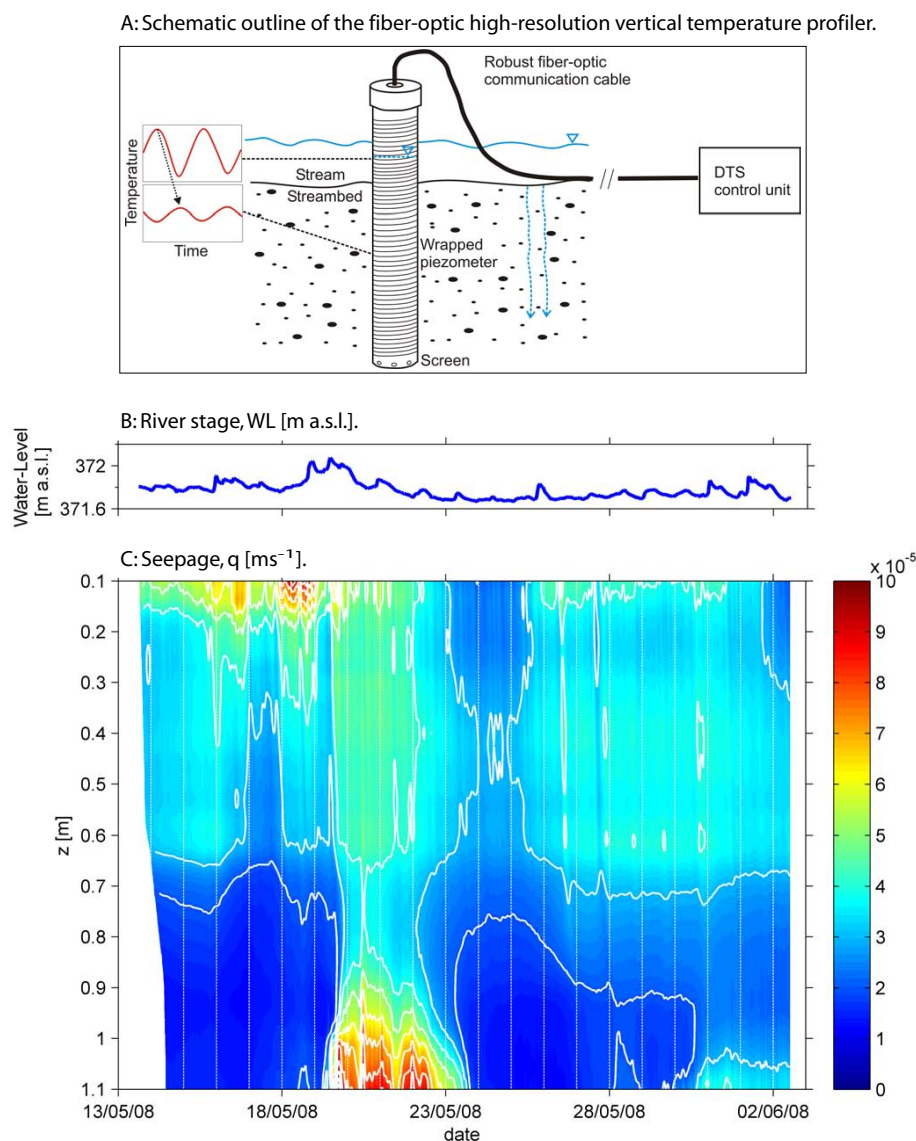 A: Schematic outline of the fiber-optic high-resolution vertical temperature profiler.
Robust fiber-optic
communication cable
Temperature
Time
Stream
Streambed
Wrapped
piezometer
Screen
//
DTS
control unit
B: River stage, WL [m a.s.l.].
Water-Level
[m a.s.l.]
372
371.6
C: Seepage, q [ms⁻¹].
x 10⁻⁵
z [m]
0.1
0.2
0.3
0.4
0.5
0.6
0.7
0.8
0.9
1
1.1
10
9
8
7
6
5
4
3
2
1
0
13/05/08 18/05/08 23/05/08 28/05/08 02/06/08
date